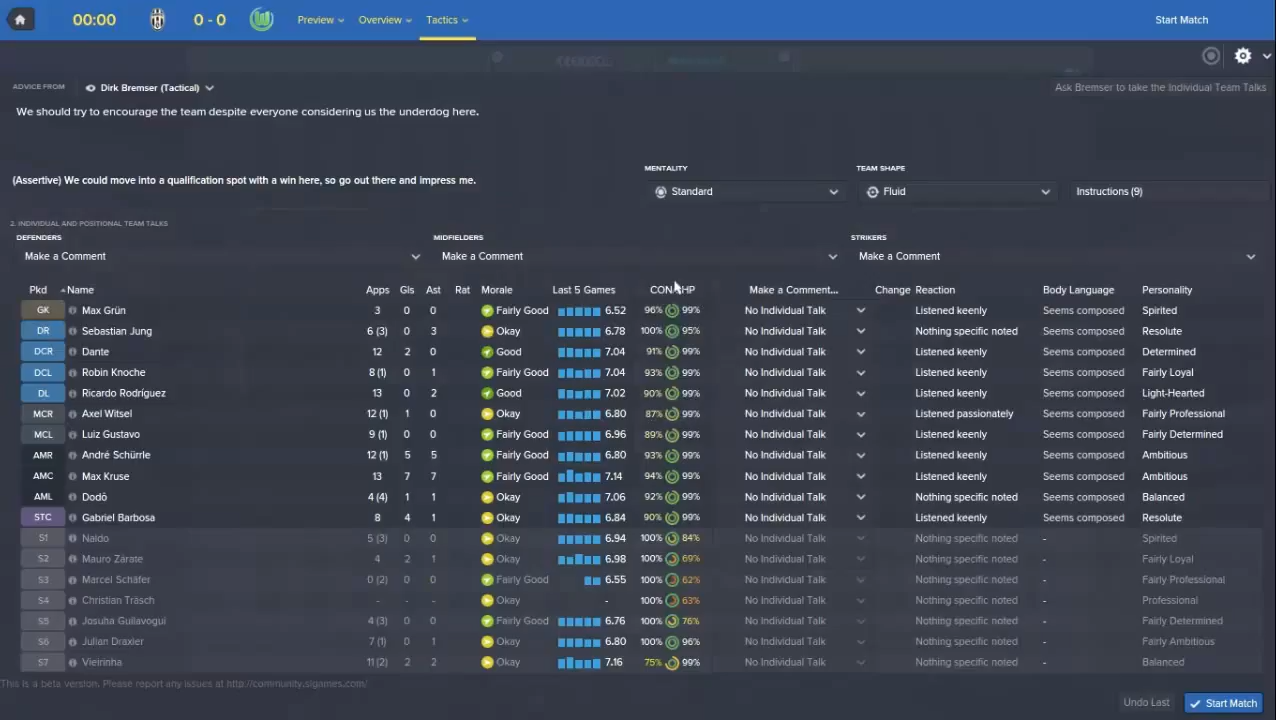 00:00 0 - 0 Preview Overview Tactics Start Match
ADVICE FROM Dirk Bremser (Tactical) Ask Bremser to take the Individual Team Talks
We should try to encourage the team despite everyone considering us the underdog here.
MENTALITY TEAM SHAPE
(Assertive) We could move into a qualification spot with a win here, so go out there and impress me. Standard Fluid Instructions (9)
2. INDIVIDUAL AND POSITIONAL TEAM TALKS
DEFENDERS MIDFIELDERS STRIKERS
Make a Comment Make a Comment Make a Comment
Pkd Name Apps Gls Ast Rat Morale Last 5 Games CON SHP Make a Comment... Change Reaction Body Language Personality
GK Max Grün 3 0 0 Fairly Good 6.52 96% 99% No Individual Talk Listened keenly Seems composed Spirited
DR Sebastian Jung 6 (3) 0 3 Okay 6.78 100% 95% No Individual Talk Nothing specific noted Seems composed Resolute
DCR Dante 12 2 0 Good 7.04 91% 99% No Individual Talk Listened keenly Seems composed Determined
DCL Robin Knoche 8 (1) 0 1 Fairly Good 7.04 93% 99% No Individual Talk Listened keenly Seems composed Fairly Loyal
DL Ricardo Rodríguez 13 0 2 Good 7.02 90% 99% No Individual Talk Listened keenly Seems composed Light-Hearted
MCR Axel Witsel 12 (1) 1 0 Okay 6.80 87% 99% No Individual Talk Listened passionately Seems composed Fairly Professional
MCL Luiz Gustavo 9 (1) 0 0 Fairly Good 6.96 89% 99% No Individual Talk Listened keenly Seems composed Fairly Determined
AMR André Schürrle 12 (1) 5 5 Fairly Good 6.80 93% 99% No Individual Talk Listened keenly Seems composed Ambitious
AMC Max Kruse 13 7 7 Fairly Good 7.14 94% 99% No Individual Talk Listened keenly Seems composed Ambitious
AML Dodô 4 (4) 1 1 Okay 7.06 92% 99% No Individual Talk Nothing specific noted Seems composed Balanced
STC Gabriel Barbosa 8 4 1 Okay 6.84 90% 99% No Individual Talk Listened keenly Seems composed Resolute
S1 Naldo 5 (3) 0 0 Okay 6.94 100% 84% No Individual Talk Nothing specific noted - Spirited
S2 Mauro Zárate 4 2 1 Okay 6.98 100% 69% No Individual Talk Nothing specific noted - Fairly Loyal
S3 Marcel Schäfer 0 (2) 0 0 Fairly Good 6.55 100% 62% No Individual Talk Nothing specific noted - Fairly Professional
S4 Christian Träsch - - - Okay - 100% 63% No Individual Talk Nothing specific noted - Professional
S5 Josuha Guilavogui 4 (3) 0 0 Fairly Good 6.76 100% 76% No Individual Talk Nothing specific noted - Fairly Determined
S6 Julian Draxler 7 (1) 0 1 Okay 6.80 100% 96% No Individual Talk Nothing specific noted - Fairly Ambitious
S7 Vieirinha 11 (2) 2 2 Okay 7.16 75% 99% No Individual Talk Nothing specific noted - Balanced
This is a beta version. Please report any issues at http://community.sigames.com/
Undo Last Start Match